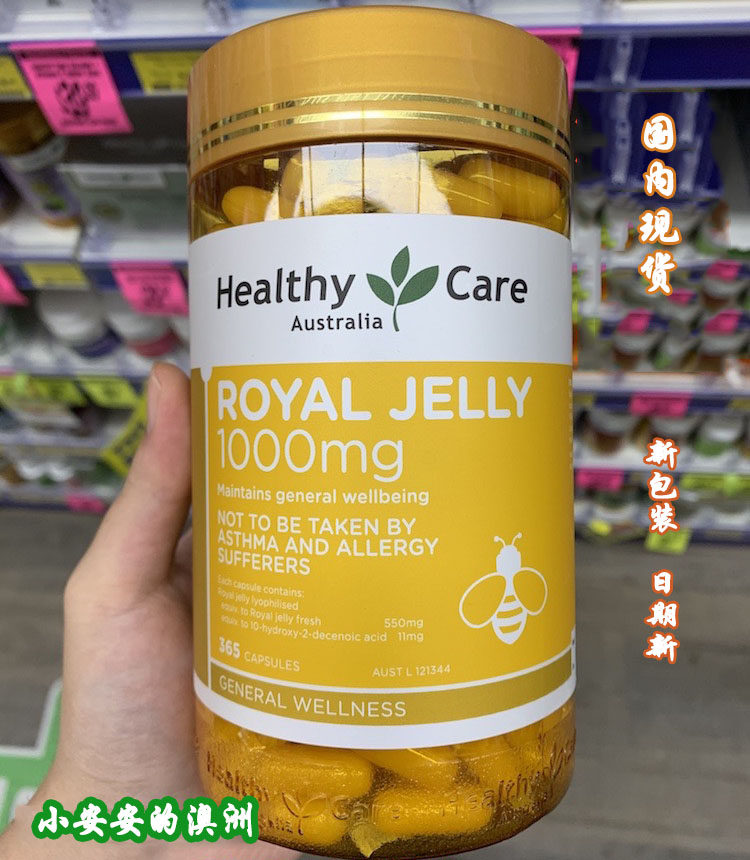 Healthy Care
Australia
ROYAL JELLY
1000mg
Maintains general wellbeing
NOT TO BE TAKEN BY
ASTHMA AND ALLERGY
SUFFERERS
Each capsule contains:
Royal jelly lyophilised
equiv. to Royal jelly fresh 550mg
equiv. to 10-hydroxy-2-decenoic acid 11mg
365 CAPSULES
AUST L 121344
GENERAL WELLNESS
Healthy Care Healthy
国内现货
新包装 日期新
小安安的澳洲